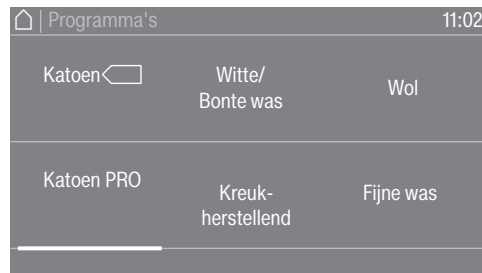 | Programma's 11:02
Katoen
Witte/
Bonte was
Wol
Katoen PRO
Kreuk-
herstellend
Fijne was